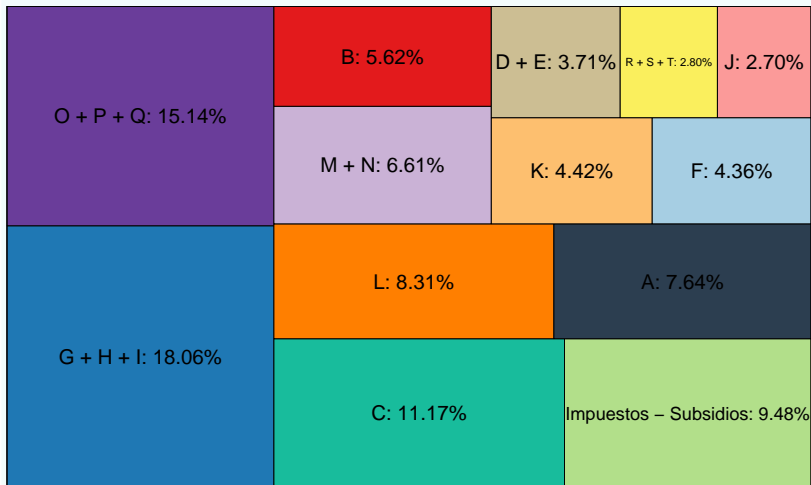 O + P + Q: 15.14%
B: 5.62%
D + E: 3.71%
R + S + T: 2.80%
J: 2.70%
M + N: 6.61%
K: 4.42%
F: 4.36%
G + H + I: 18.06%
L: 8.31%
A: 7.64%
C: 11.17%
Impuestos – Subsidios: 9.48%